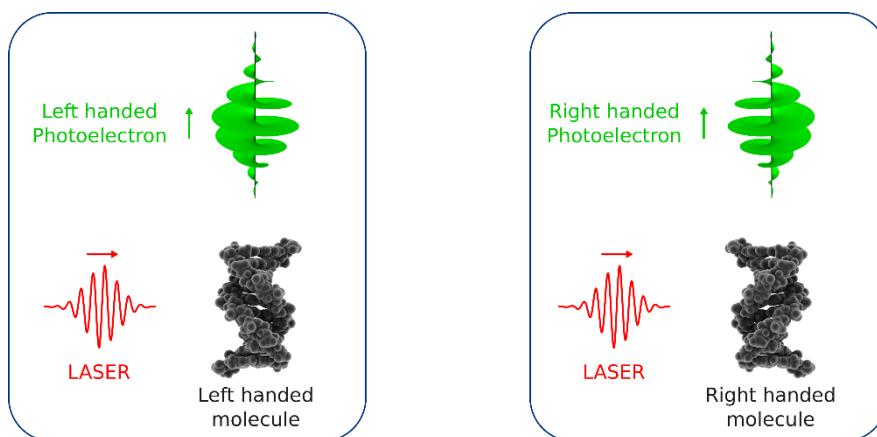 Left handed
Photoelectron
LASER
Left handed
molecule
Right handed
Photoelectron
LASER
Right handed
molecule